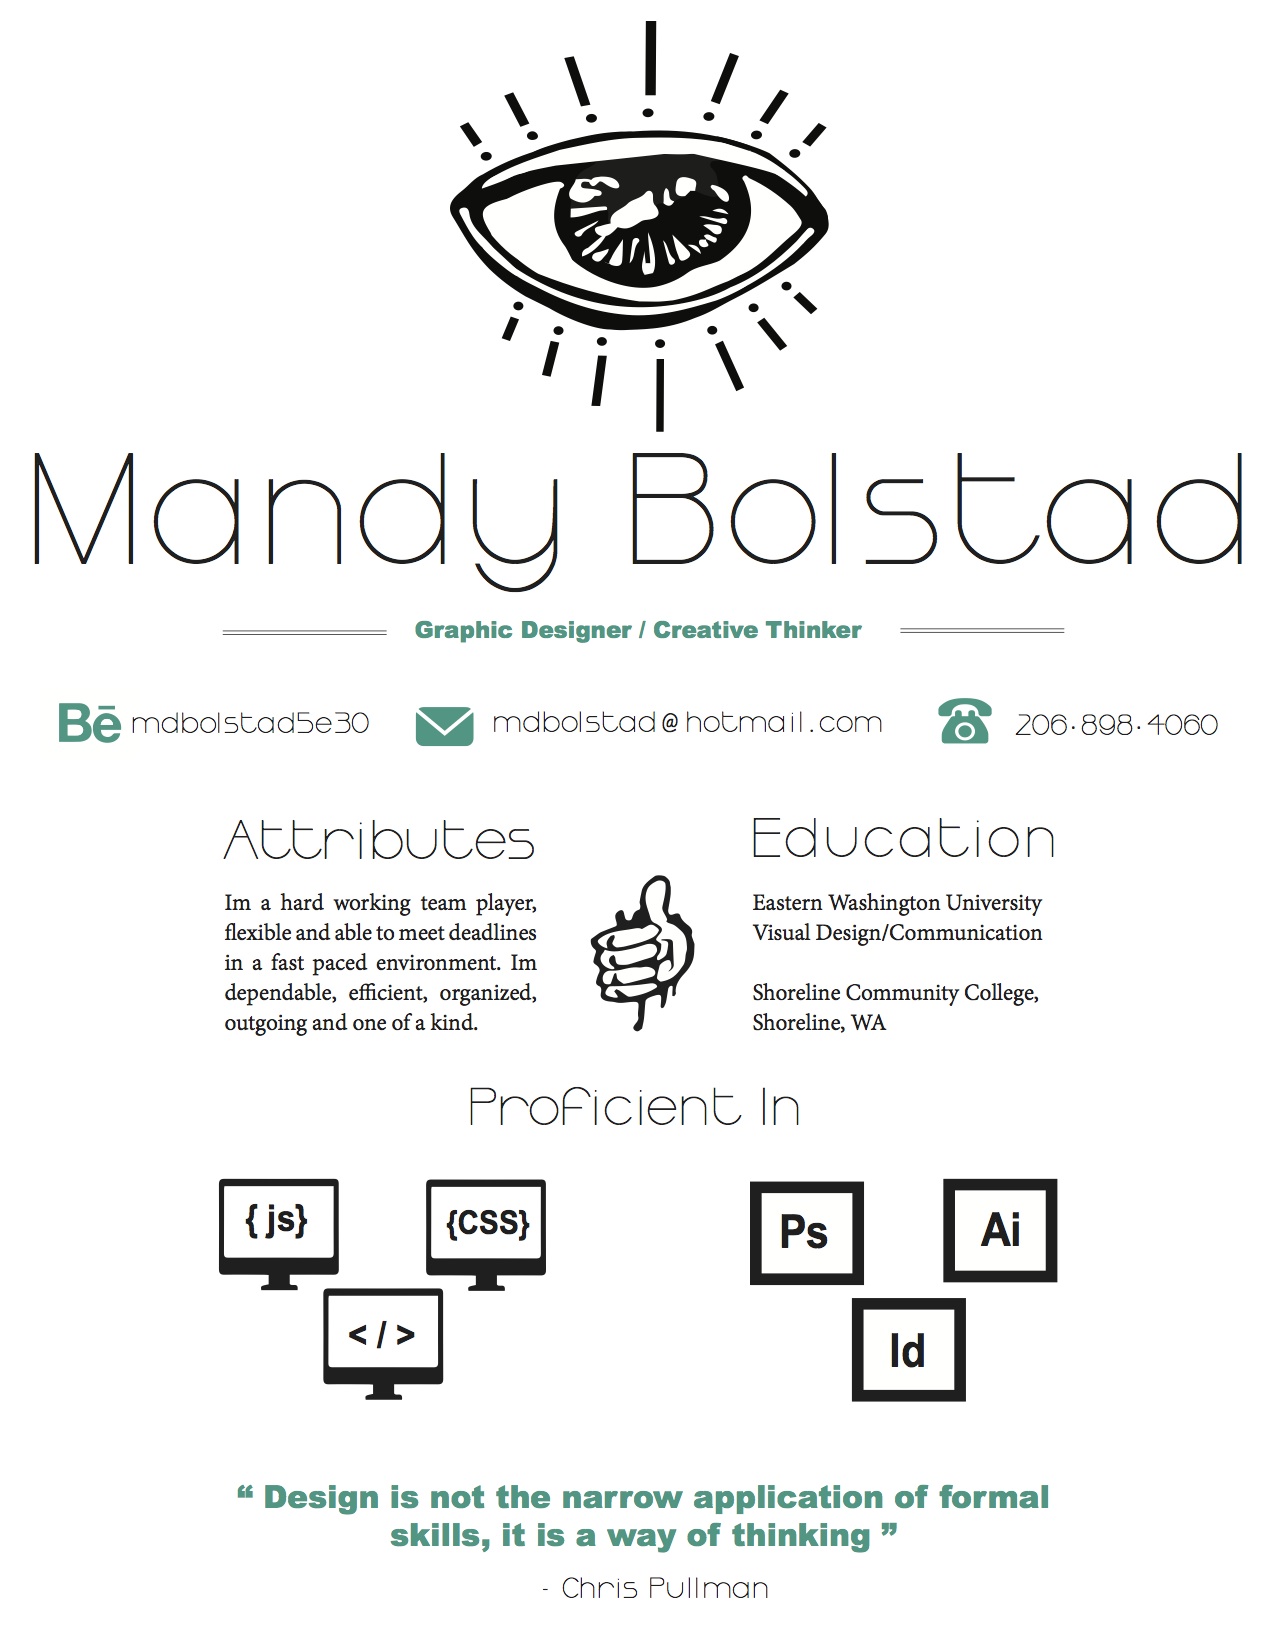 Mandy Bolstad
Graphic Designer / Creative Thinker
Bē mdbolstad5e30 mdbolstad@hotmail.com 206·898·4060
Attributes
Im a hard working team player,
flexible and able to meet deadlines
in a fast paced environment. Im
dependable, efficient, organized,
outgoing and one of a kind.
Education
Eastern Washington University
Visual Design/Communication
Shoreline Community College,
Shoreline, WA
Proficient In
{ js} {CSS}
< / >
Ps Ai
Id
“ Design is not the narrow application of formal
skills, it is a way of thinking ”
- Chris Pullman